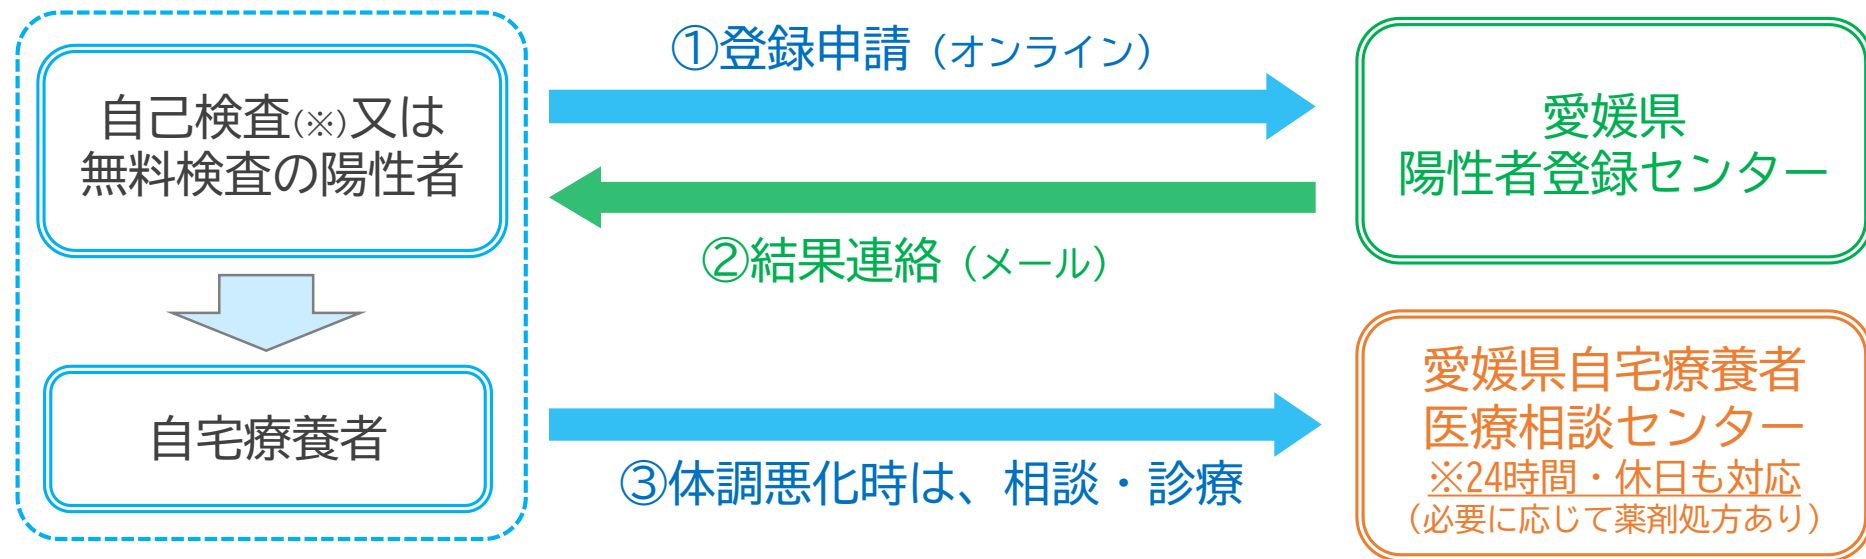 ①登録申請（オンライン）
自己検査(※)又は
無料検査の陽性者
愛媛県
陽性者登録センター
②結果連絡（メール）
自宅療養者
③体調悪化時は、相談・診療
愛媛県自宅療養者
医療相談センター
※24時間・休日も対応
（必要に応じて薬剤処方あり）